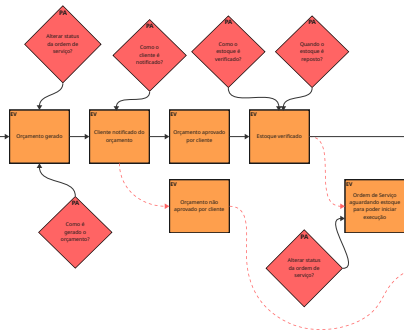 PA
Alterar status
da ordem de
serviço?
PA
Como o
cliente é
notificado?
PA
Como o
estoque é
verifisado?
PA
Quando o
estoque é
reposto?
EV
Orçamento gerado
EV
Cliente notificado do
orçamento
EV
Orçamento aprovado
por cliente
EV
Estoque verificado
PA
Como é
gerado o
orçamento?
EV
Orçamento não
aprovado por cliente
EV
Ordem de Serviço
aguardando estoque
para poder iniciar
execução
PA
Alterar status
da ordem de
serviço?